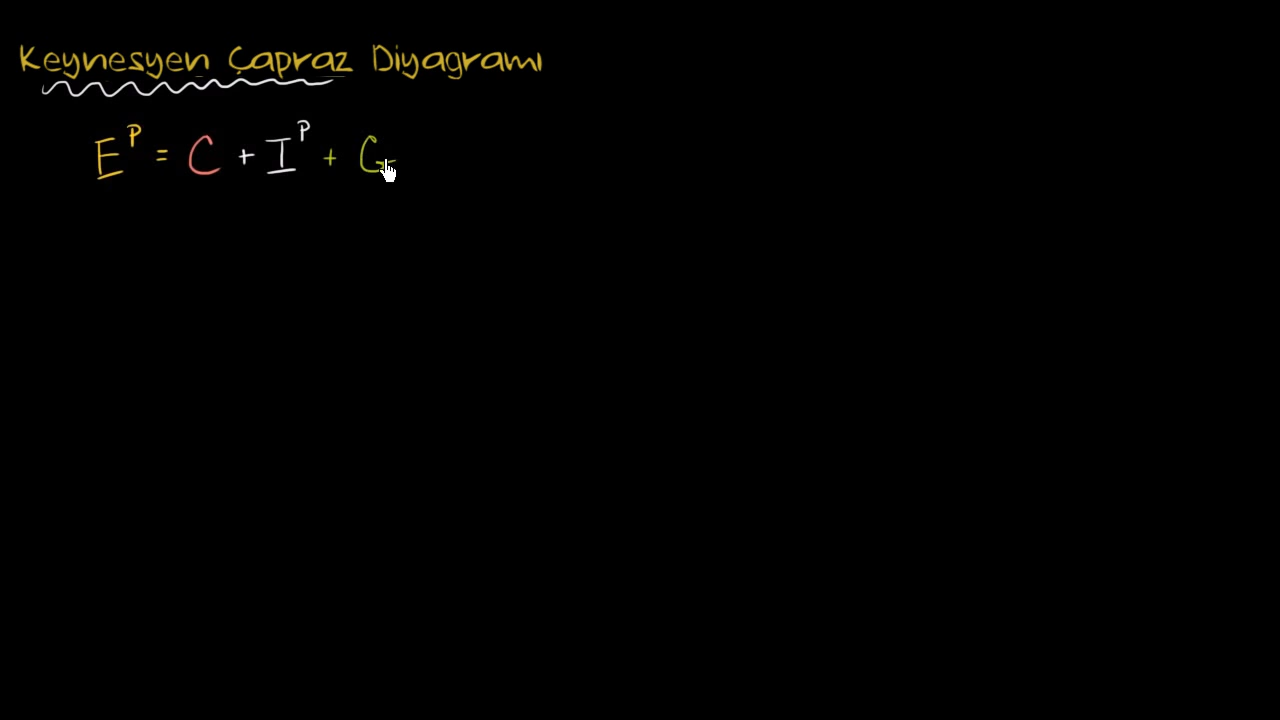 Keynesyen Çapraz Diyagramı
E^P = C + I^P + G